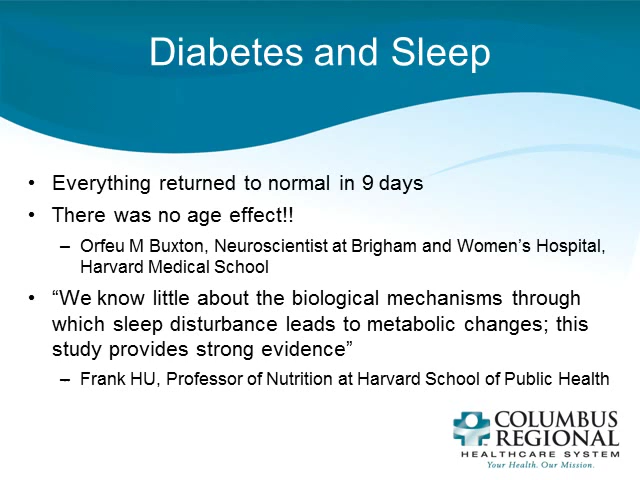 Diabetes and Sleep
• Everything returned to normal in 9 days
• There was no age effect!!
– Orfeu M Buxton, Neuroscientist at Brigham and Women’s Hospital,
Harvard Medical School
• “We know little about the biological mechanisms through
which sleep disturbance leads to metabolic changes; this
study provides strong evidence”
– Frank HU, Professor of Nutrition at Harvard School of Public Health
COLUMBUS
REGIONAL
HEALTHCARE SYSTEM
Your Health. Our Mission.